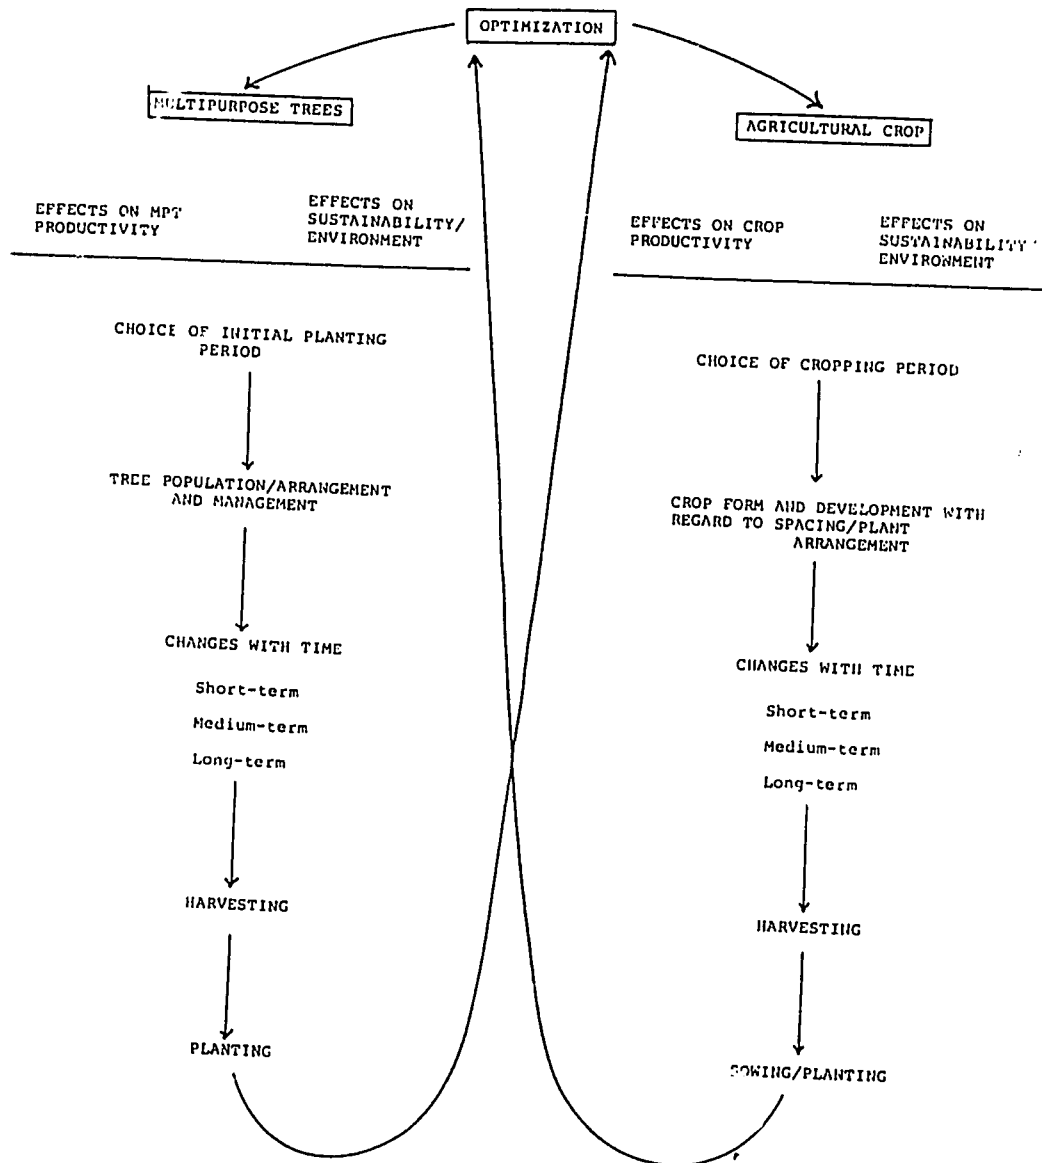 OPTIMIZATION
MULTIPURPOSE TREES
EFFECTS ON MPT
PRODUCTIVITY
EFFECTS ON
SUSTAINABILITY/
ENVIRONMENT
CHOICE OF INITIAL PLANTING
PERIOD
TREE POPULATION/ARRANGEMENT
AND MANAGEMENT
CHANGES WITH TIME
Short-term
Medium-term
Long-term
HARVESTING
PLANTING
AGRICULTURAL CROP
EFFECTS ON CROP
PRODUCTIVITY
EFFECTS ON
SUSTAINABILITY/
ENVIRONMENT
CHOICE OF CROPPING PERIOD
CROP FORM AND DEVELOPMENT WITH
REGARD TO SPACING/PLANT
ARRANGEMENT
CHANGES WITH TIME
Short-term
Medium-term
Long-term
HARVESTING
SOWING/PLANTING